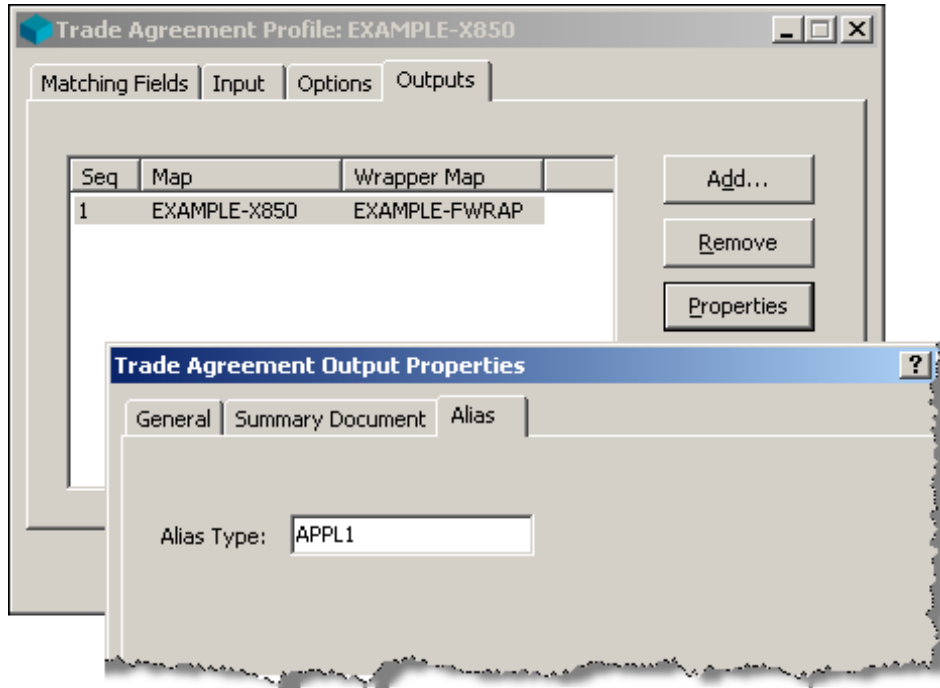 Trade Agreement Profile: EXAMPLE-X850
Matching Fields Input Options Outputs
Seq Map Wrapper Map
1 EXAMPLE-X850 EXAMPLE-FWRAP
Add...
Remove
Properties
Trade Agreement Output Properties ?
General Summary Document Alias
Alias Type: APPL1